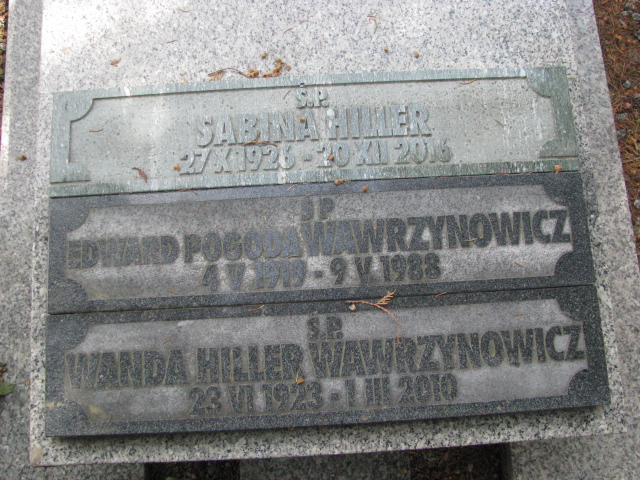 Ś.P.
SABINA HILLER
27 X 1926 - 20 XII 2016
Ś P
EDWARD POGODA WAWRZYNOWICZ
4 V 1919 - 9 V 1988
Ś.P.
WANDA HILLER WAWRZYNOWICZ
23 VI 1923 - 1 III 2010